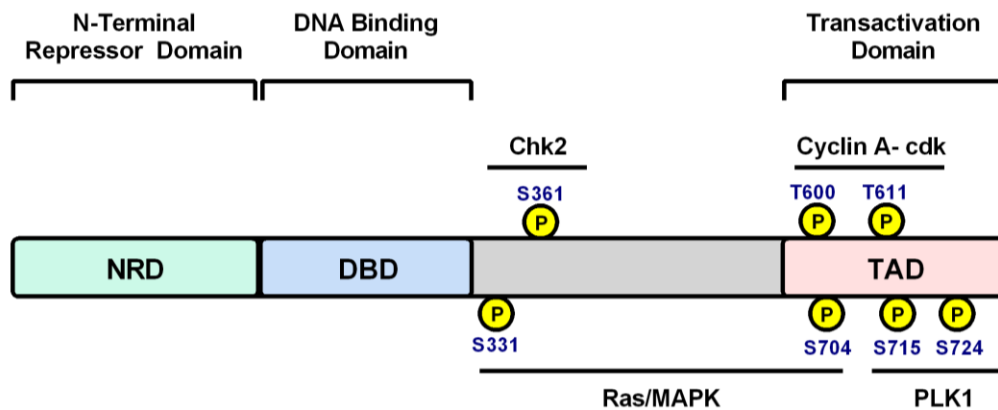 N-Terminal
Repressor Domain
DNA Binding
Domain
Transactivation
Domain
Chk2
Cyclin A- cdk
S361
T600
T611
P
P
P
NRD
DBD
TAD
P
P
P
P
S331
S704
S715
S724
Ras/MAPK
PLK1